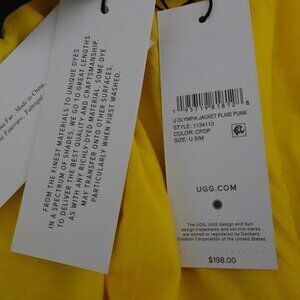 FROM THE FINEST MATERIALS TO UNIQUE DYES
IN A SPECTRUM OF SHADES, WE GO TO GREAT LENGTHS
TO DELIVER THE BEST QUALITY AND CRAFTSMANSHIP.
AS WITH ANY RICHLY-DYED MATERIAL, SOME DYE
MAY TRANSFER ONTO OTHER SURFACES,
PARTICULARLY WHEN FIRST WASHED.
Fur, Made in China.
Fourrure, Fabriqué
U OLYMPIA JACKET PLAID PUNK
STYLE: 1134110
COLOR: CPDP
SIZE: U S/M
UGG.COM
The UGG, UGG design and Sun
design trademarks and service marks
are owned or registered by Deckers
Outdoor Corporation of the United States.
$198.00